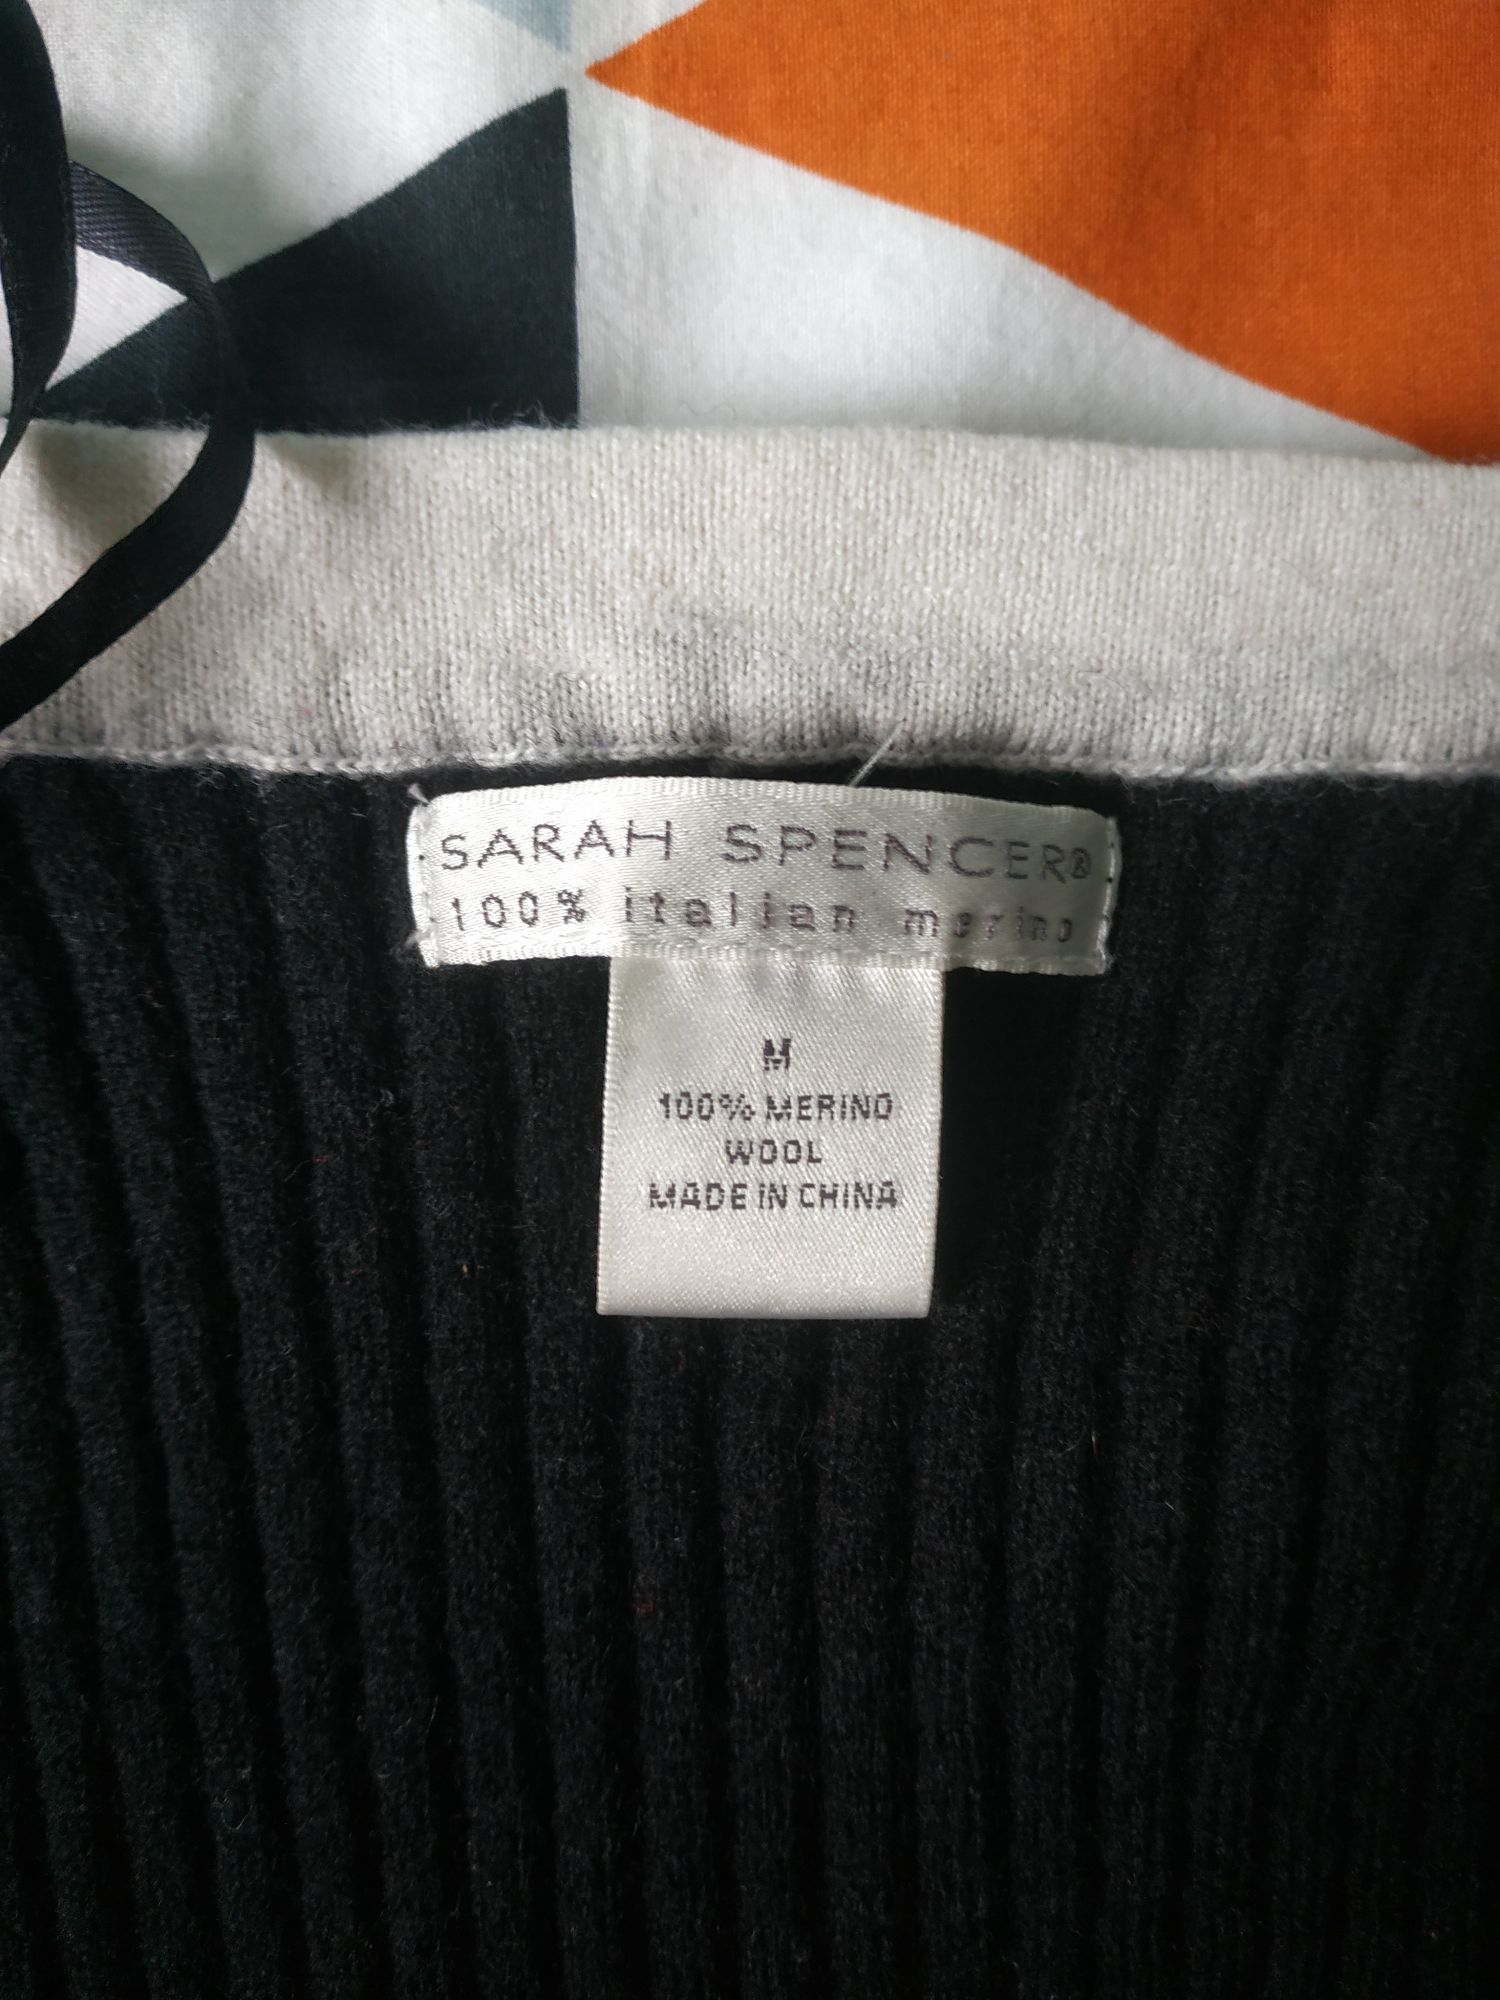 SARAH SPENCER®
100% italian merino
M
100% MERINO
WOOL
MADE IN CHINA